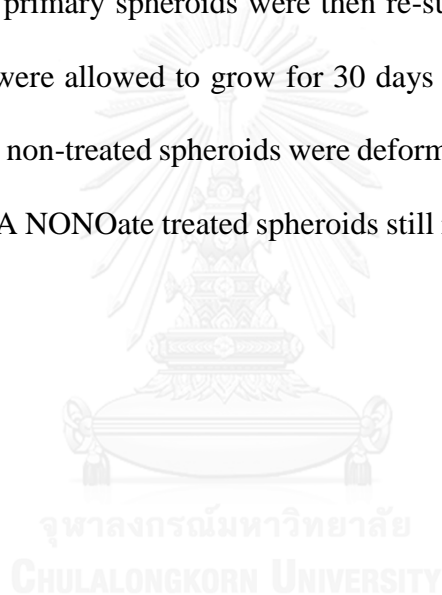 primary spheroids were then re-su
were allowed to grow for 30 days
non-treated spheroids were deform
A NONOate treated spheroids still
จุฬาลงกรณ์มหาวิทยาลัย
CHULALONGKORN UNIVERSITY